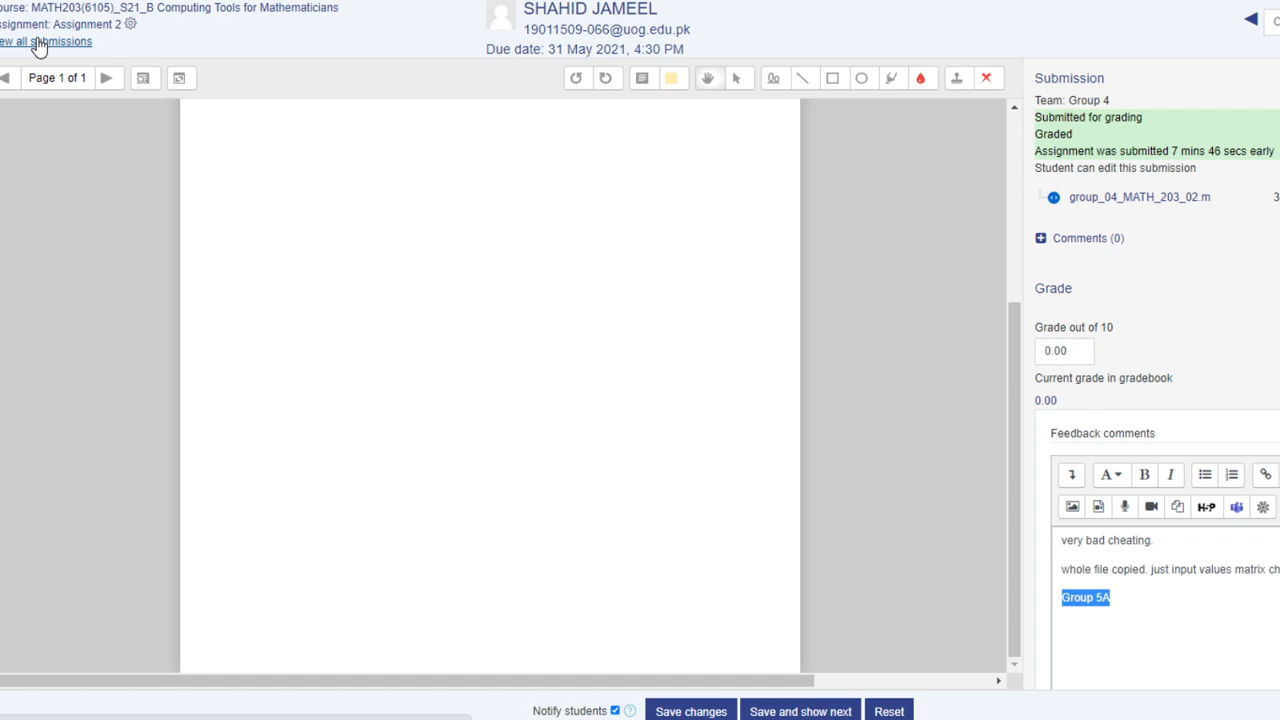 ourse: MATH203(6105)_S21_B Computing Tools for Mathematicians
ssignment: Assignment 2
ew all submissions
SHAHID JAMEEL
19011509-066@uog.edu.pk
Due date: 31 May 2021, 4:30 PM
Page 1 of 1
Submission
Team: Group 4
Submitted for grading
Graded
Assignment was submitted 7 mins 46 secs early
Student can edit this submission
group_04_MATH_203_02.m
3
Comments (0)
Grade
Grade out of 10
0.00
Current grade in gradebook
0.00
Feedback comments
A B I
H5P
very bad cheating.
whole file copied. just input values matrix ch
Group 5A
Notify students
Save changes
Save and show next
Reset